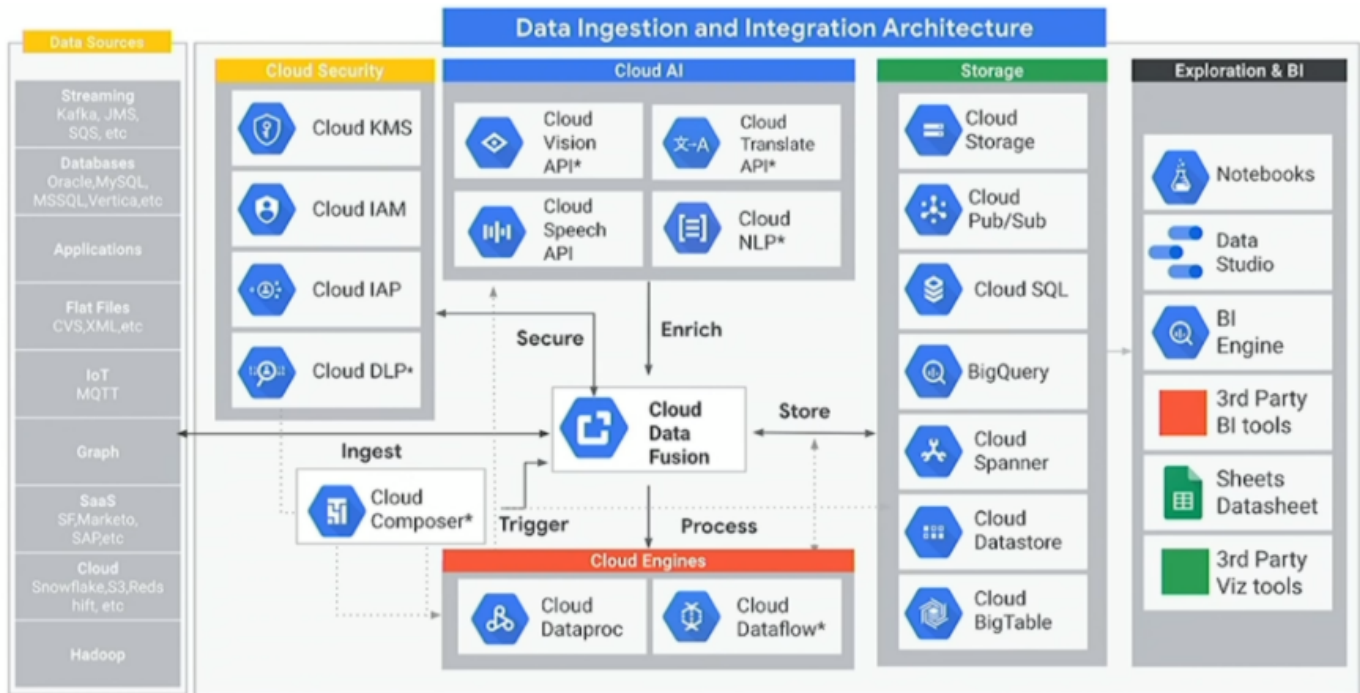 Data Ingestion and Integration Architecture
Data Sources
Streaming
Kafka, JMS,
SQS, etc
Databases
Oracle,MySQL,
MSSQL,Vertica,etc
Applications
Flat Files
CVS,XML,etc
IoT
MQTT
Graph
SaaS
SF,Marketo,
SAP,etc
Cloud
Snowflake,S3,Reds
hift, etc
Hadoop
Cloud Security
Cloud KMS
Cloud IAM
Cloud IAP
Cloud DLP*
Cloud AI
Cloud
Vision
API*
Cloud
Translate
API*
Cloud
Speech
API
Cloud
NLP*
Secure
Enrich
Ingest
Cloud
Data
Fusion
Store
Cloud
Composer*
Trigger
Process
Cloud Engines
Cloud
Dataproc
Cloud
Dataflow*
Storage
Cloud
Storage
Cloud
Pub/Sub
Cloud SQL
BigQuery
Cloud
Spanner
Cloud
Datastore
Cloud
BigTable
Exploration & BI
Notebooks
Data
Studio
BI
Engine
3rd Party
BI tools
Sheets
Datasheet
3rd Party
Viz tools